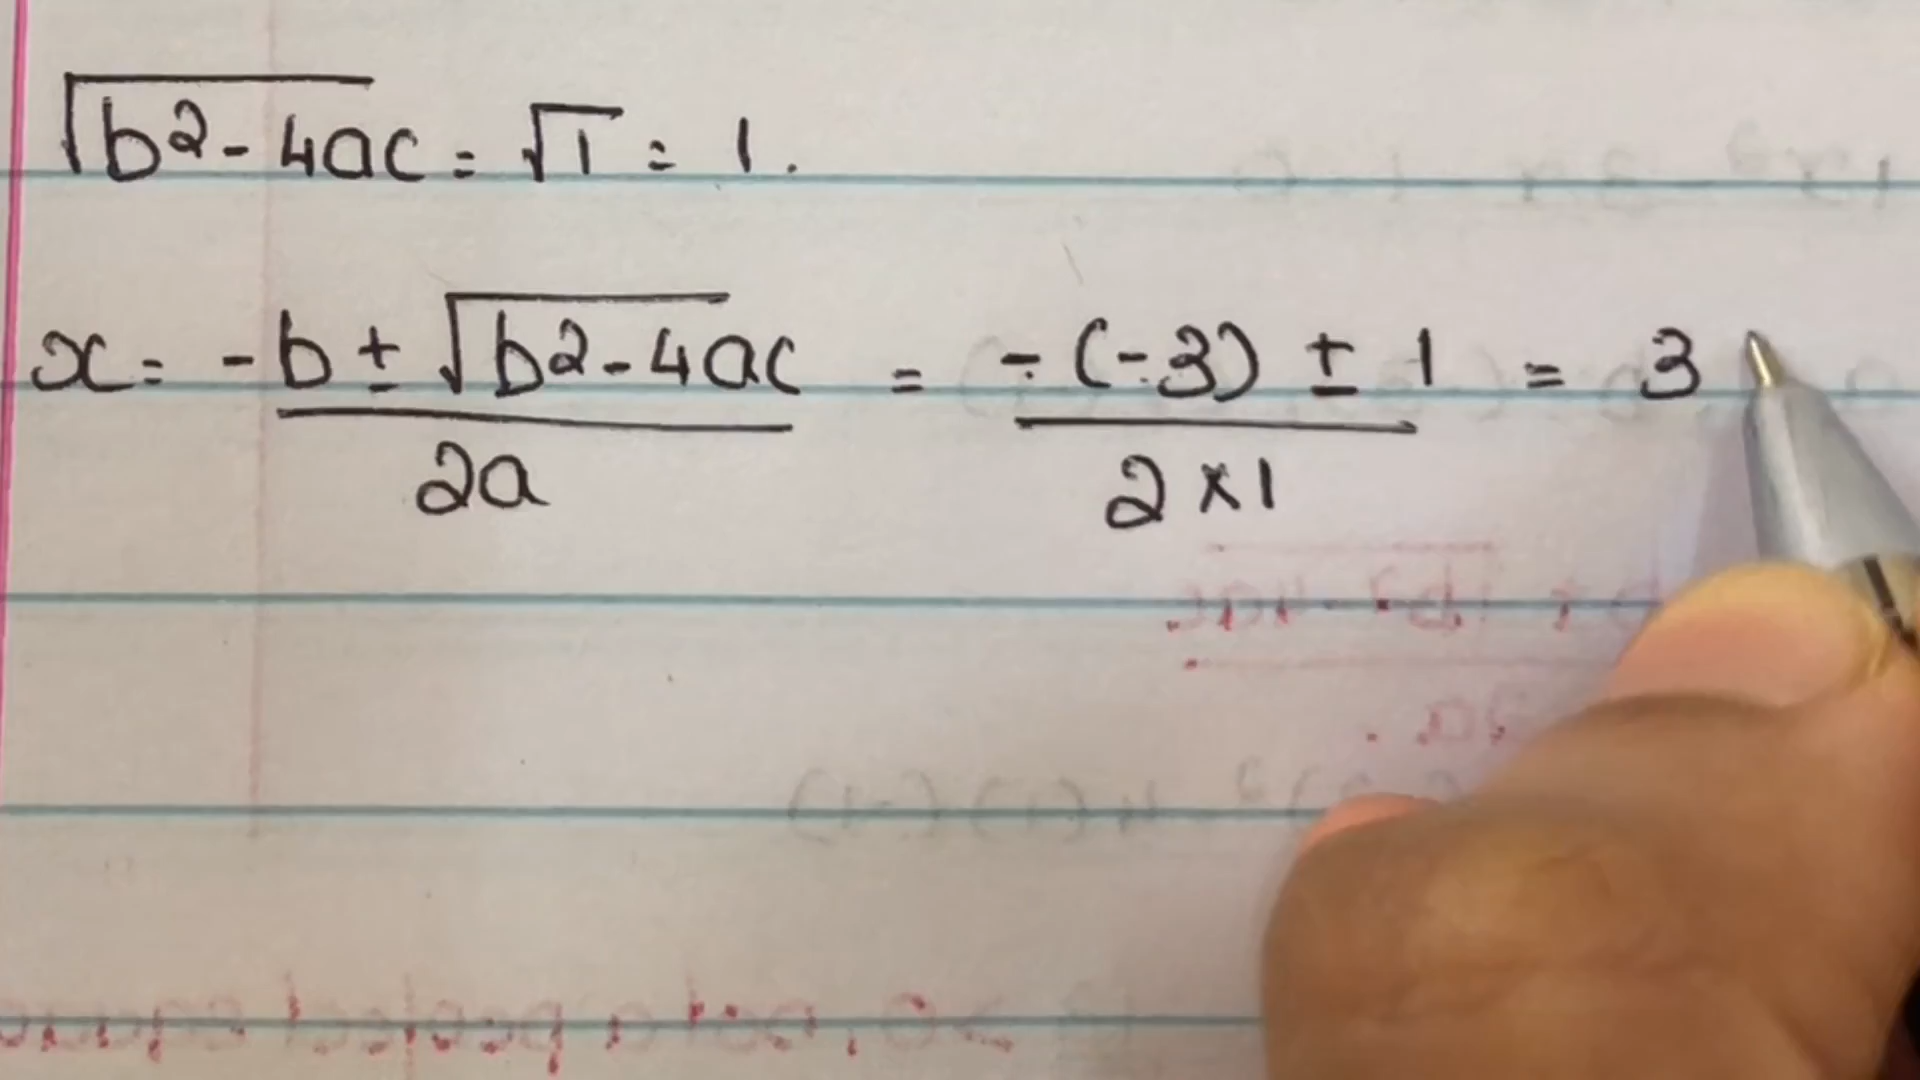 √b²-4ac = √1 = 1.
x = -b ± √b²-4ac / 2a = -(-3) ± 1 / 2×1 = 3